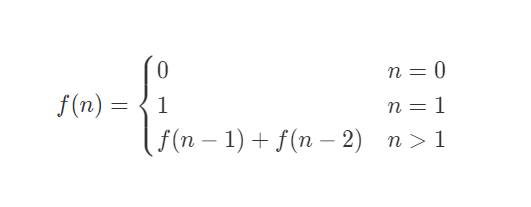 f(n) = { 0 n = 0
1 n = 1
f(n − 1) + f(n − 2) n > 1